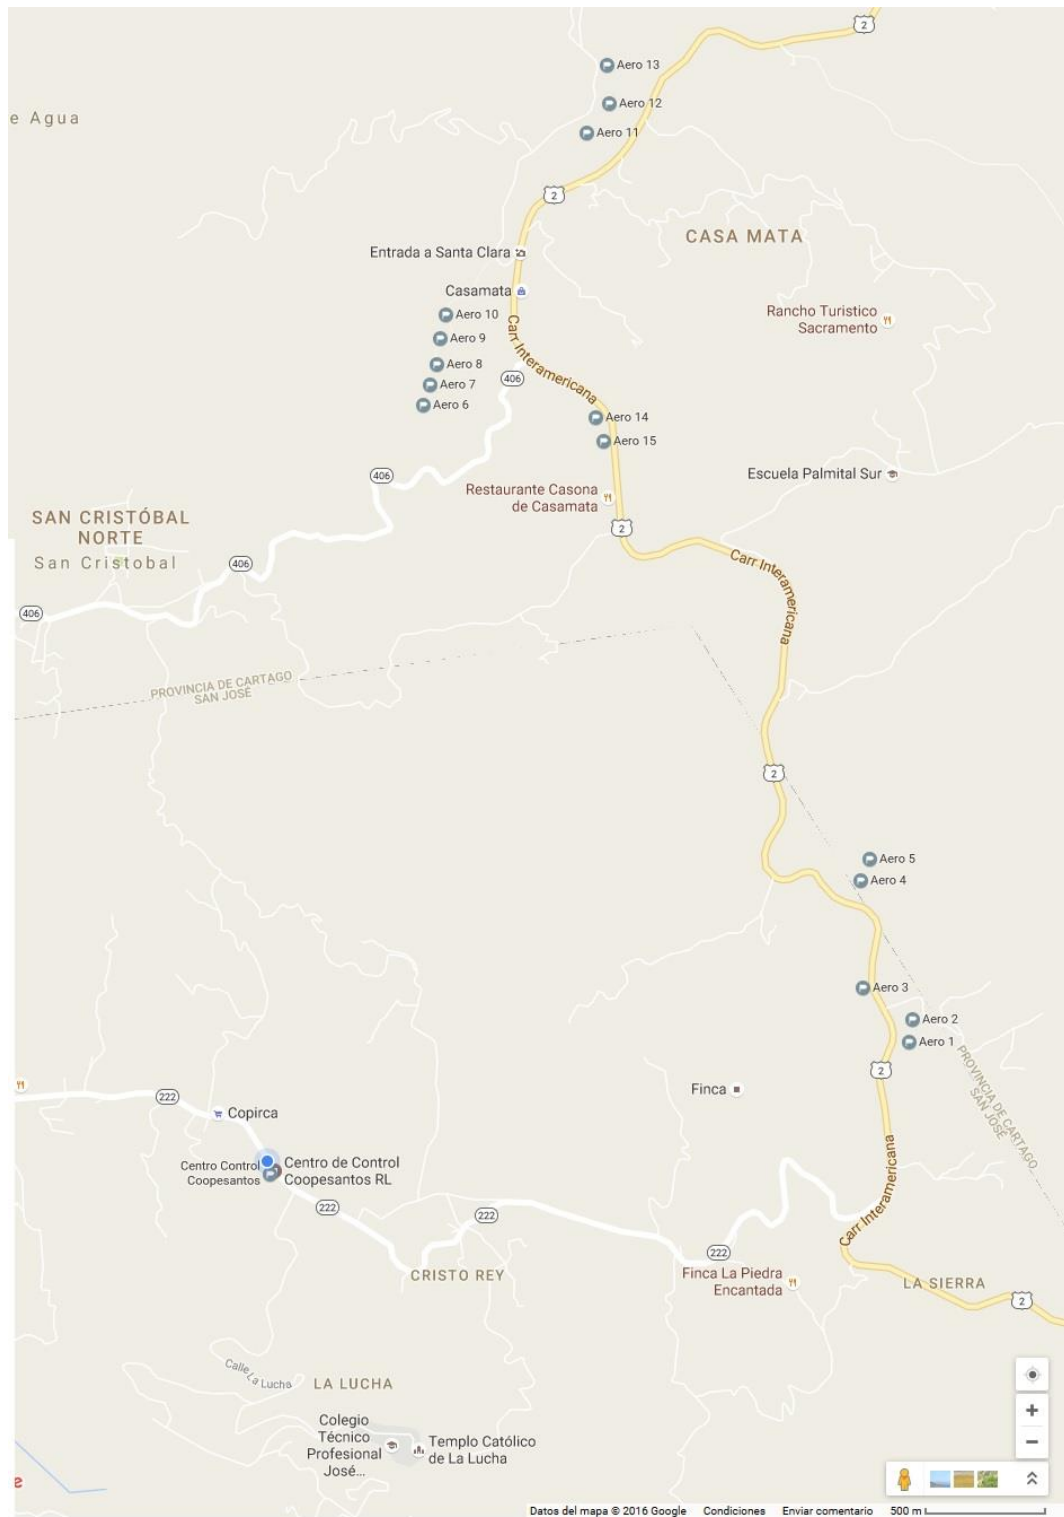 2
Aero 13
Aero 12
e Agua
Aero 11
2
CASA MATA
Entrada a Santa Clara
Casamata
Aero 10
Rancho Turistico
Sacramento
Aero 9
Carr Interamericana
Aero 8
406
Aero 7
Aero 6
Aero 14
Aero 15
406
Escuela Palmital Sur
Restaurante Casona
de Casamata
SAN CRISTÓBAL
NORTE
San Cristobal
2
406
Carr Interamericana
406
PROVINCIA DE CARTAGO
SAN JOSÉ
2
Aero 5
Aero 4
Aero 3
Aero 2
Aero 1
2
PROVINCIA DE CARTAGO
SAN JOSÉ
Finca
222
Copirca
Centro Control
Coopesantos
Centro de Control
Coopesantos RL
222
222
Carr Interamericana
222
CRISTO REY
Finca La Piedra
Encantada
LA SIERRA
2
Calle La Lucha
LA LUCHA
Colegio
Técnico
Profesional
José...
Templo Católico
de La Lucha
e
Datos del mapa © 2016 Google Condiciones Enviar comentario 500 m